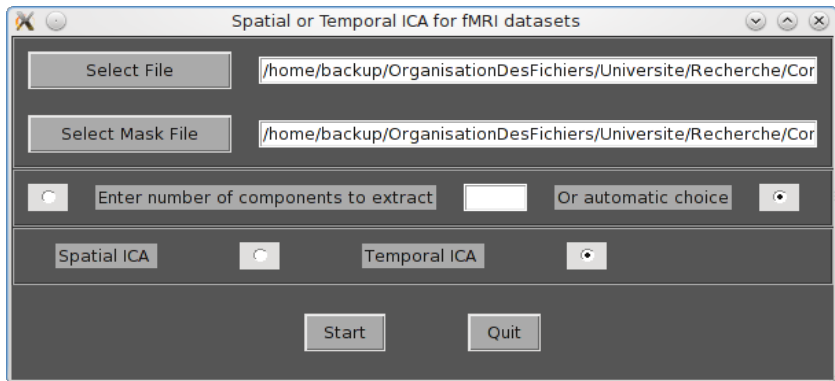 Spatial or Temporal ICA for fMRI datasets
Select File /home/backup/OrganisationDesFichiers/Universite/Recherche/Cor
Select Mask File /home/backup/OrganisationDesFichiers/Universite/Recherche/Cor
Enter number of components to extract Or automatic choice
Spatial ICA Temporal ICA
Start Quit